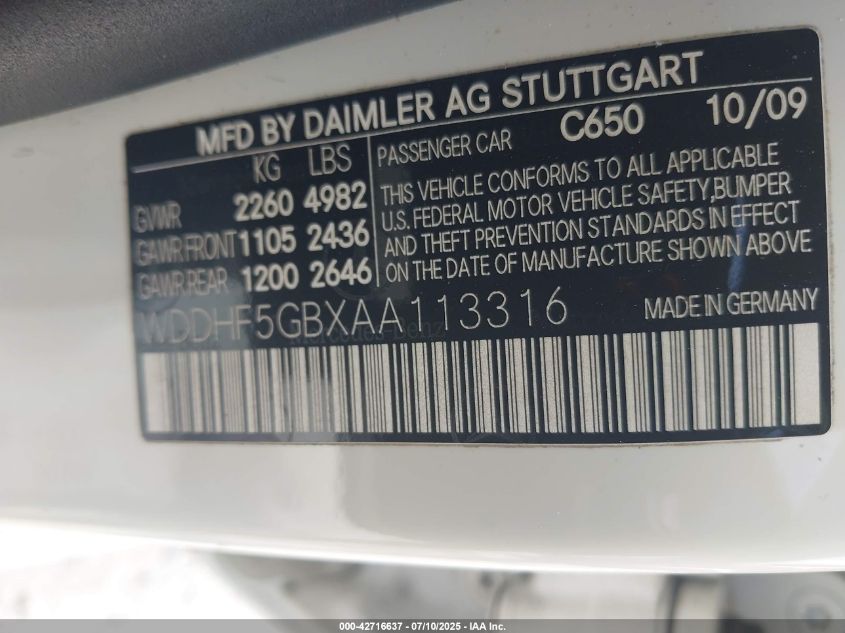 MFD BY DAIMLER AG STUTTGART
KG LBS
GVWR 2260 4982
GAWR FRONT 1105 2436
GAWR REAR 1200 2646
PASSENGER CAR C650 10/09
THIS VEHICLE CONFORMS TO ALL APPLICABLE
U.S. FEDERAL MOTOR VEHICLE SAFETY, BUMPER
AND THEFT PREVENTION STANDARDS IN EFFECT
ON THE DATE OF MANUFACTURE SHOWN ABOVE
WDDHF5GBXAA113316
MADE IN GERMANY
Mercedes-Benz
000-42716637 - 07/10/2025 - IAA Inc.